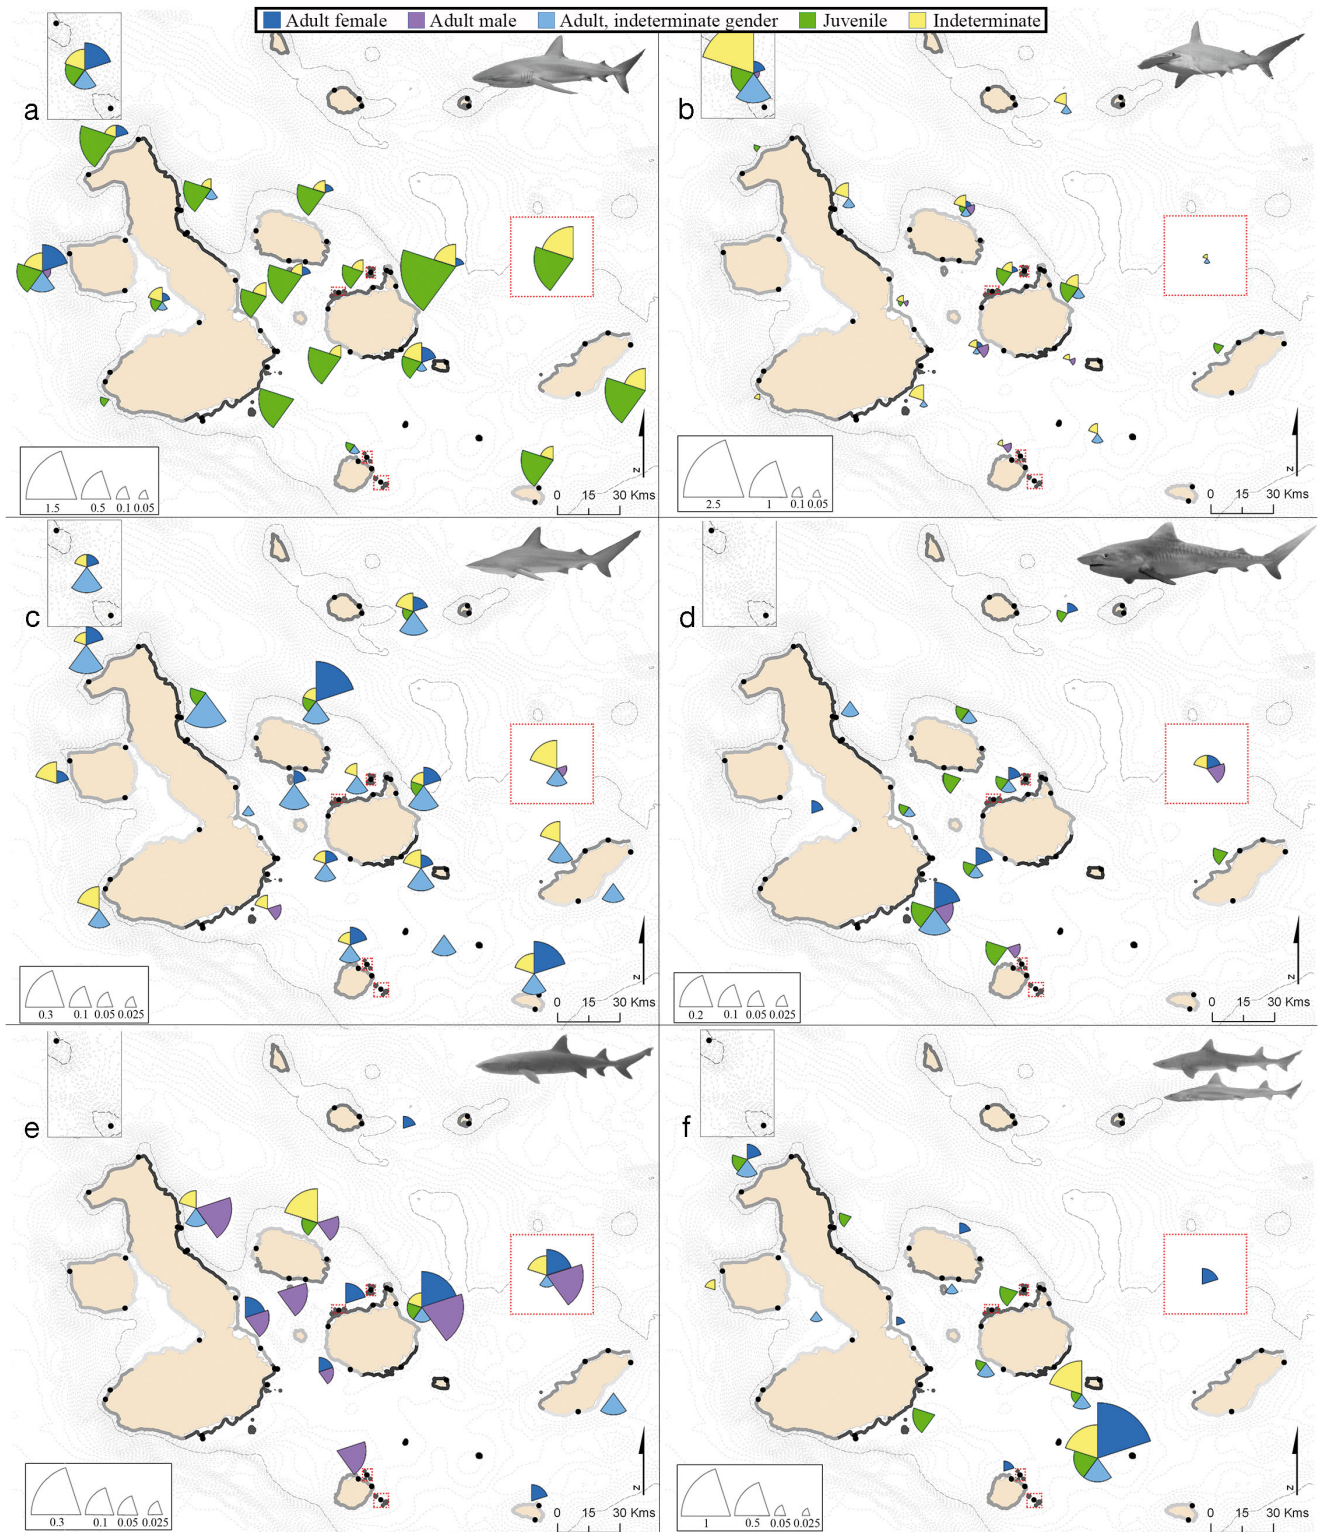 Adult female Adult male Adult, indeterminate gender Juvenile Indeterminate
a
b
1.5 0.5 0.1 0.05
N
0 15 30 Kms
2.5 1 0.1 0.05
N
0 15 30 Kms
c
d
0.3 0.1 0.05 0.025
N
0 15 30 Kms
0.2 0.1 0.05 0.025
N
0 15 30 Kms
e
f
0.3 0.1 0.05 0.025
N
0 15 30 Kms
1 0.5 0.05 0.025
N
0 15 30 Kms